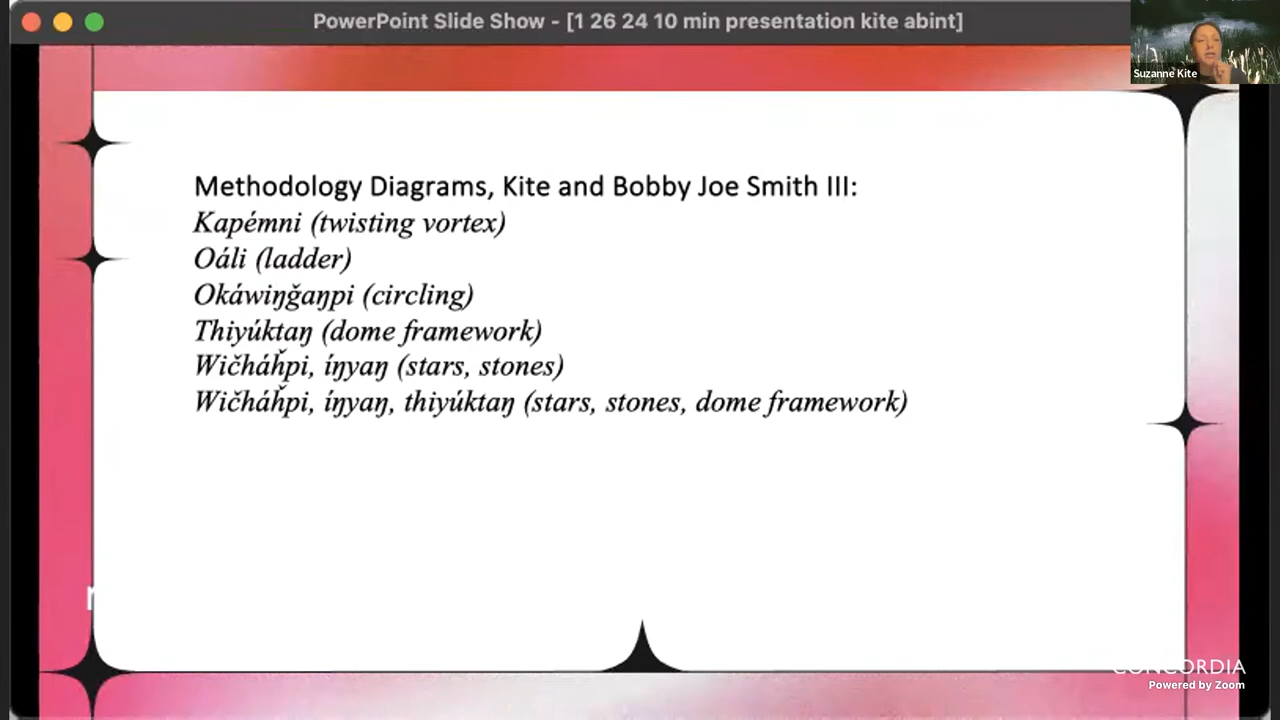 PowerPoint Slide Show - [1 26 24 10 min presentation kite abint]
Suzanne Kite
Methodology Diagrams, Kite and Bobby Joe Smith III:
Kapémni (twisting vortex)
Oáli (ladder)
Okáwiŋǧaŋpi (circling)
Thiyúktaŋ (dome framework)
Wičháȟpi, íŋyaŋ (stars, stones)
Wičháȟpi, íŋyaŋ, thiyúktaŋ (stars, stones, dome framework)
CONCORDIA
Powered by Zoom